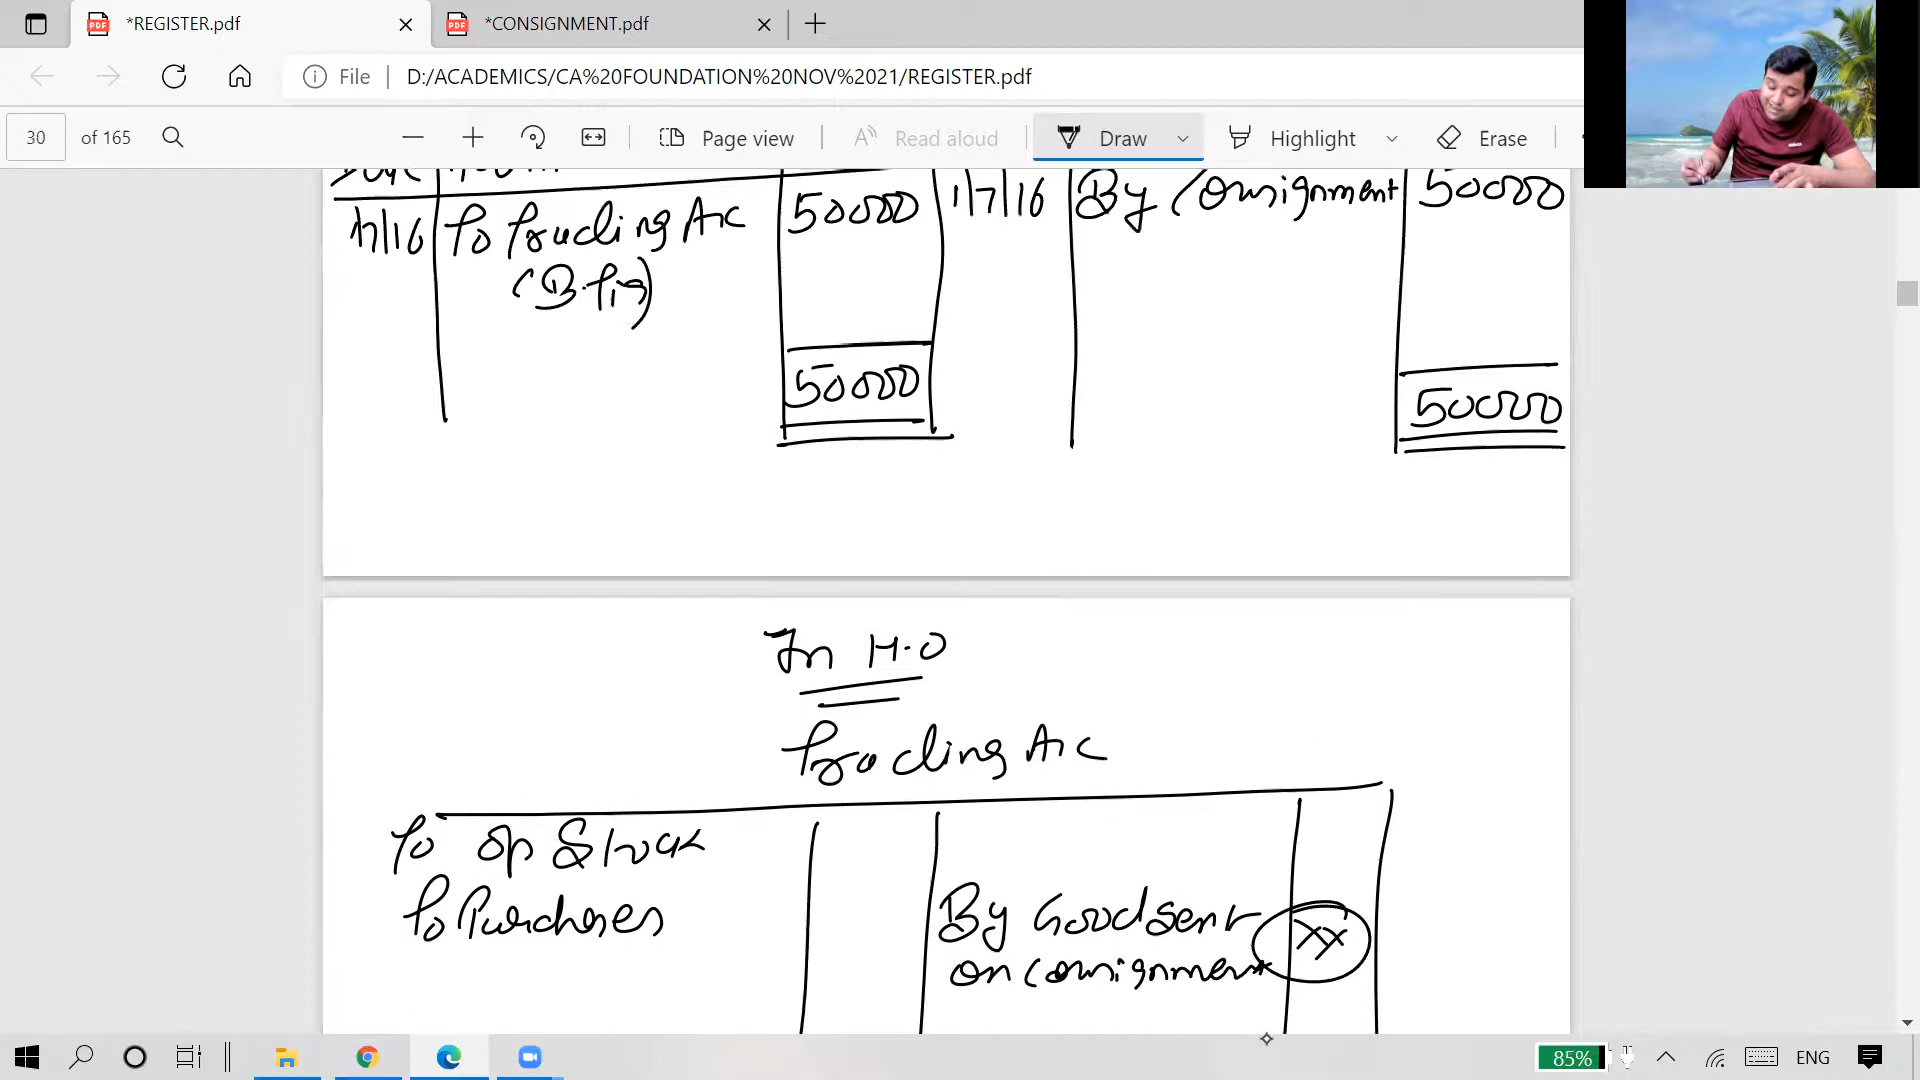 *REGISTER.pdf
*CONSIGNMENT.pdf
File
D:/ACADEMICS/CA%20FOUNDATION%20NOV%2021/REGISTER.pdf
30 of 165
Page view
Read aloud
Draw
Highlight
Erase
1/7/16 To Trading A/c 50000 1/7/16 By Consignment 50000
(B.fig)
50000
50000
In H.O
Trading A/c
To Op Stock
To Purchases
By Good sent
on consignment
XX
85%
ENG